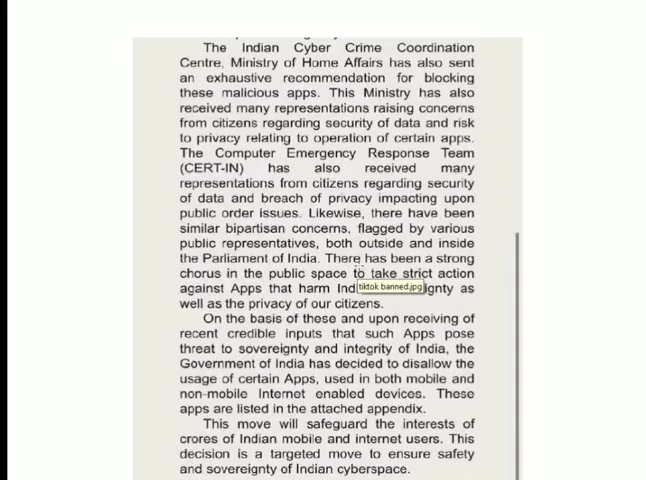 The Indian Cyber Crime Coordination
Centre, Ministry of Home Affairs has also sent
an exhaustive recommendation for blocking
these malicious apps. This Ministry has also
received many representations raising concerns
from citizens regarding security of data and risk
to privacy relating to operation of certain apps.
The Computer Emergency Response Team
(CERT-IN) has also received many
representations from citizens regarding security
of data and breach of privacy impacting upon
public order issues. Likewise, there have been
similar bipartisan concerns, flagged by various
public representatives, both outside and inside
the Parliament of India. There has been a strong
chorus in the public space to take strict action
against Apps that harm Ind tiktok banned.jpg ignty as
well as the privacy of our citizens.
On the basis of these and upon receiving of
recent credible inputs that such Apps pose
threat to sovereignty and integrity of India, the
Government of India has decided to disallow the
usage of certain Apps, used in both mobile and
non-mobile Internet enabled devices. These
apps are listed in the attached appendix.
This move will safeguard the interests of
crores of Indian mobile and internet users. This
decision is a targeted move to ensure safety
and sovereignty of Indian cyberspace.